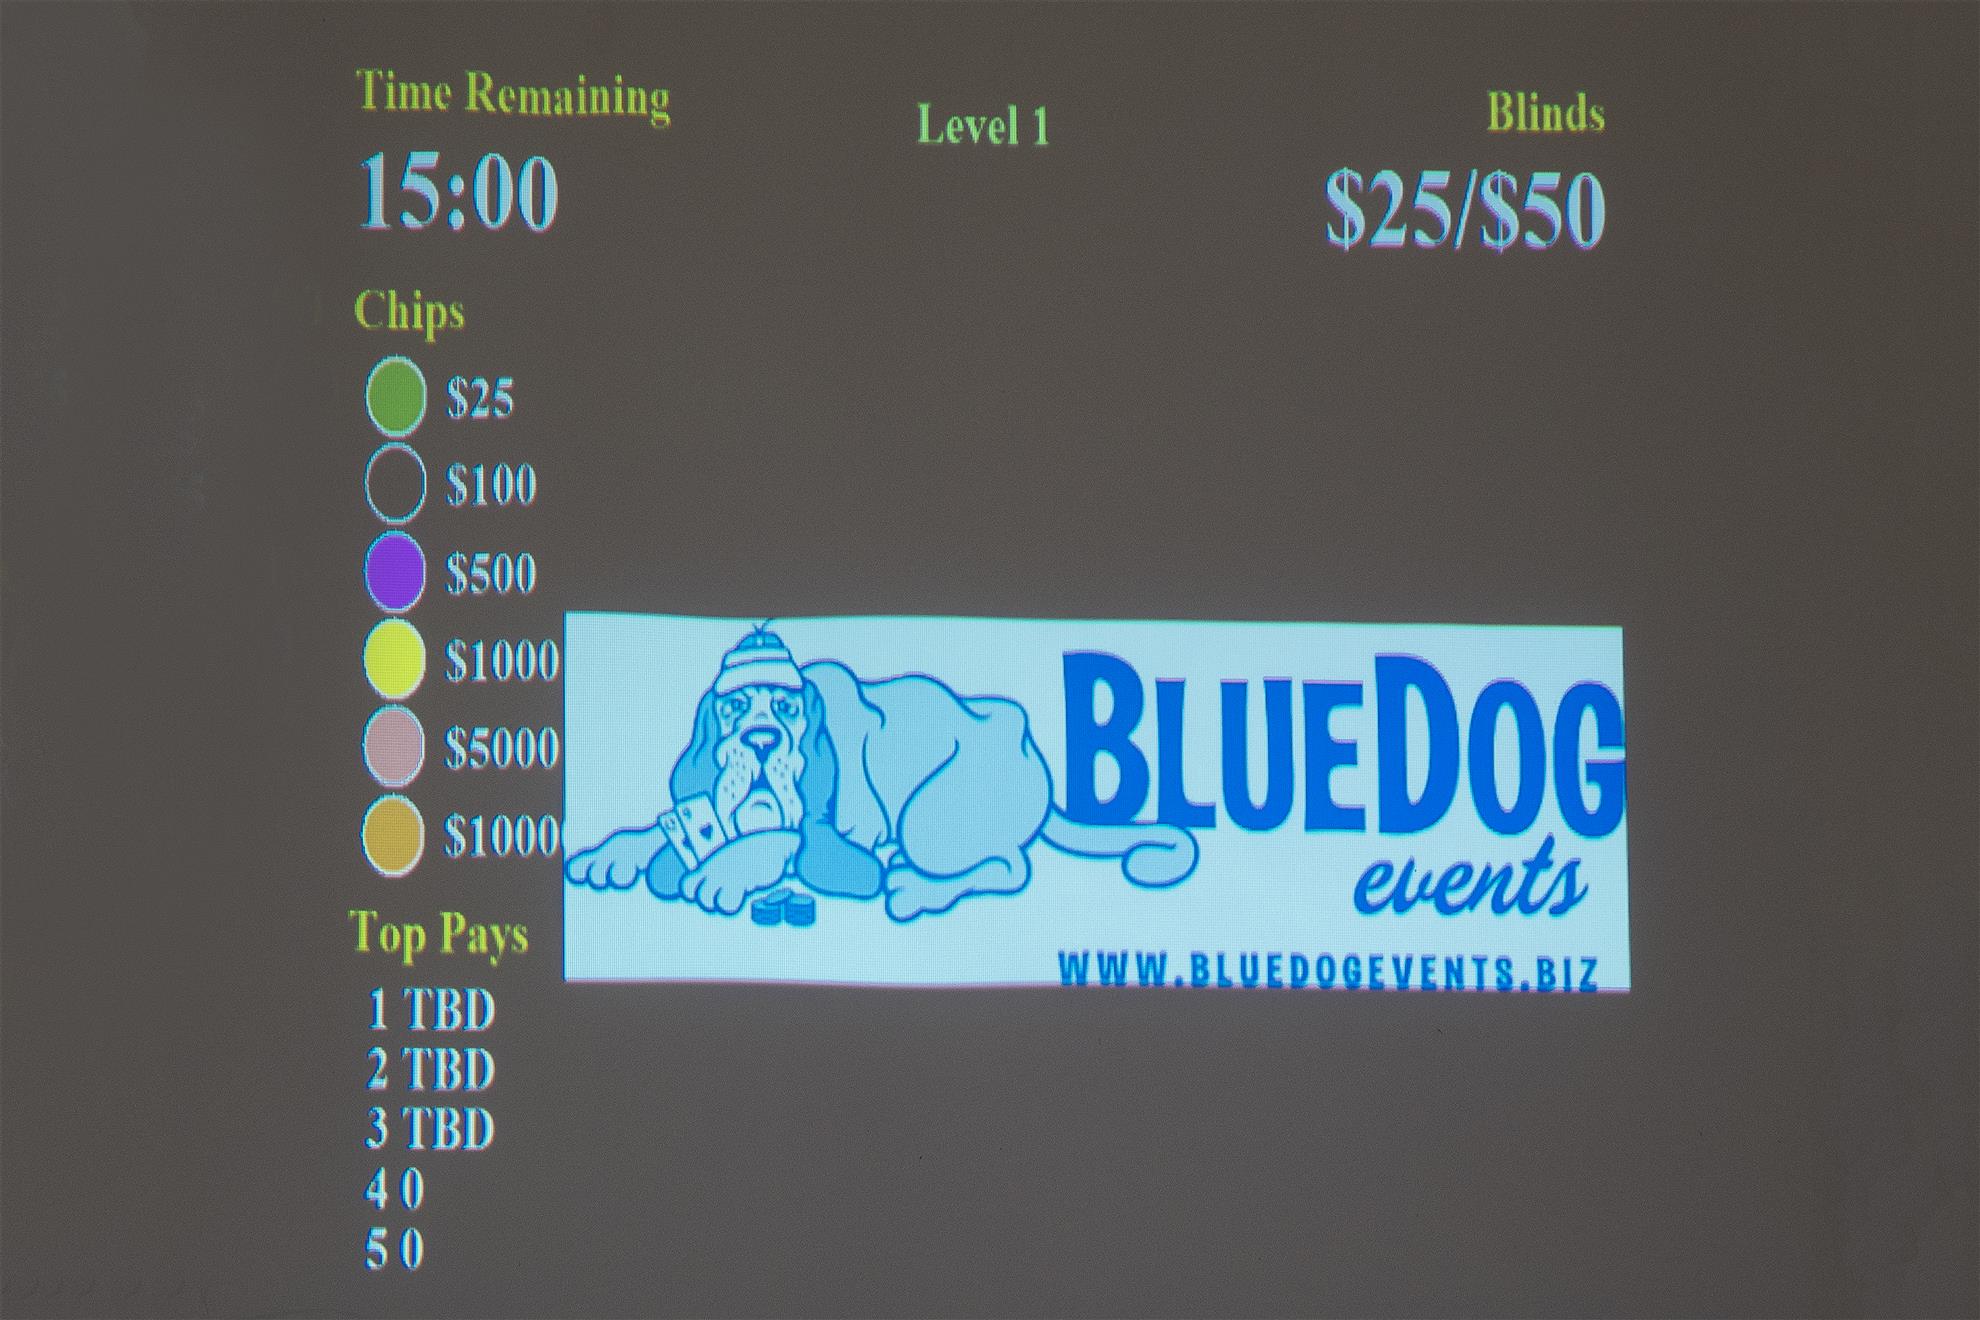 Time Remaining
Level 1
Blinds
15:00
$25/$50
Chips
$25
$100
$500
$1000
$5000
$1000
BLUEDOG
events
WWW.BLUEDOGEVENTS.BIZ
Top Pays
1 TBD
2 TBD
3 TBD
4 0
5 0